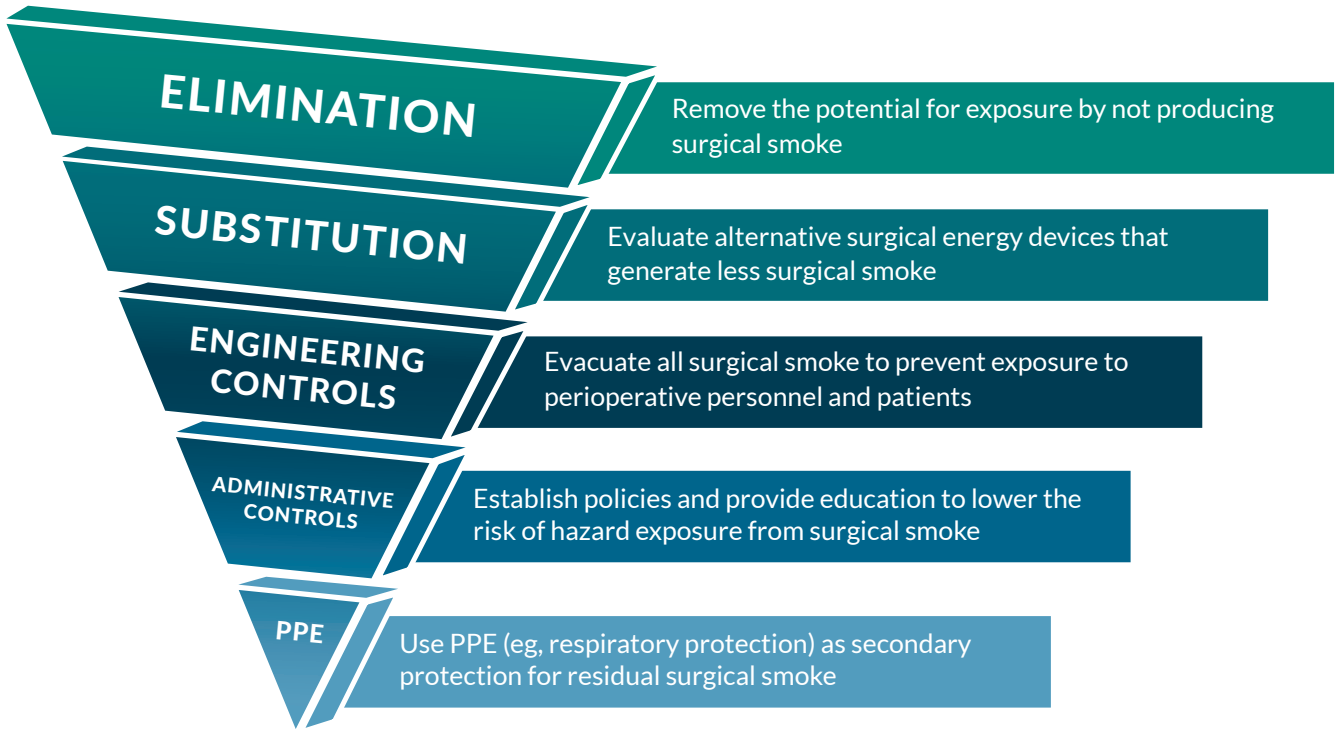 ELIMINATION
Remove the potential for exposure by not producing
surgical smoke
SUBSTITUTION
Evaluate alternative surgical energy devices that
generate less surgical smoke
ENGINEERING
CONTROLS
Evacuate all surgical smoke to prevent exposure to
perioperative personnel and patients
ADMINISTRATIVE
CONTROLS
Establish policies and provide education to lower the
risk of hazard exposure from surgical smoke
PPE
Use PPE (eg, respiratory protection) as secondary
protection for residual surgical smoke